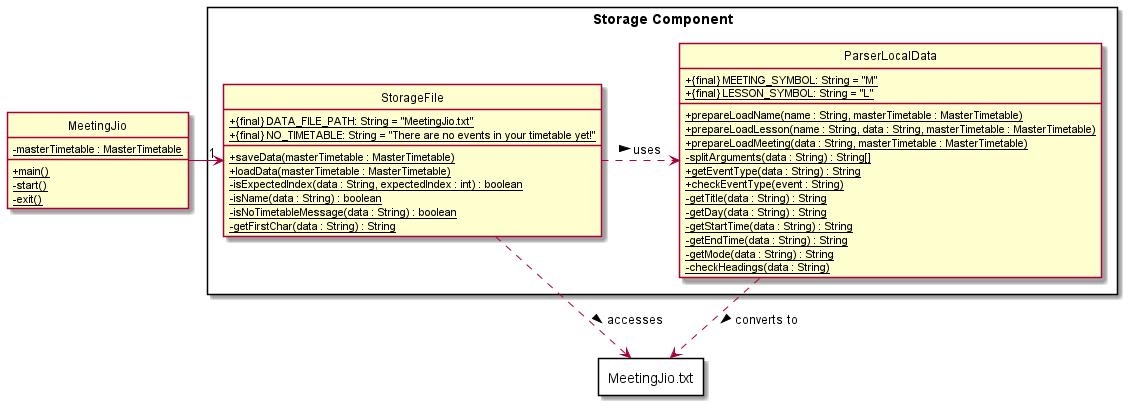 Storage Component
MeetingJio
-masterTimetable : MasterTimetable
+main()
-start()
-exit()
1
StorageFile
+{final} DATA_FILE_PATH: String = "MeetingJio.txt"
+{final} NO_TIMETABLE: String = "There are no events in your timetable yet!"
+saveData(masterTimetable : MasterTimetable)
+loadData(masterTimetable : MasterTimetable)
-isExpectedIndex(data : String, expectedIndex : int) : boolean
-isName(data : String) : boolean
-isNoTimetableMessage(data : String) : boolean
-getFirstChar(data : String) : String
uses
ParserLocalData
+{final} MEETING_SYMBOL: String = "M"
+{final} LESSON_SYMBOL: String = "L"
+prepareLoadName(name : String, masterTimetable : MasterTimetable)
+prepareLoadLesson(name : String, data : String, masterTimetable : MasterTimetable)
+prepareLoadMeeting(data : String, masterTimetable : MasterTimetable)
-splitArguments(data : String) : String[]
+getEventType(data : String) : String
+checkEventType(event : String)
-getTitle(data : String) : String
-getDay(data : String) : String
-getStartTime(data : String) : String
-getEndTime(data : String) : String
-getMode(data : String) : String
-checkHeadings(data : String)
accesses
converts to
MeetingJio.txt